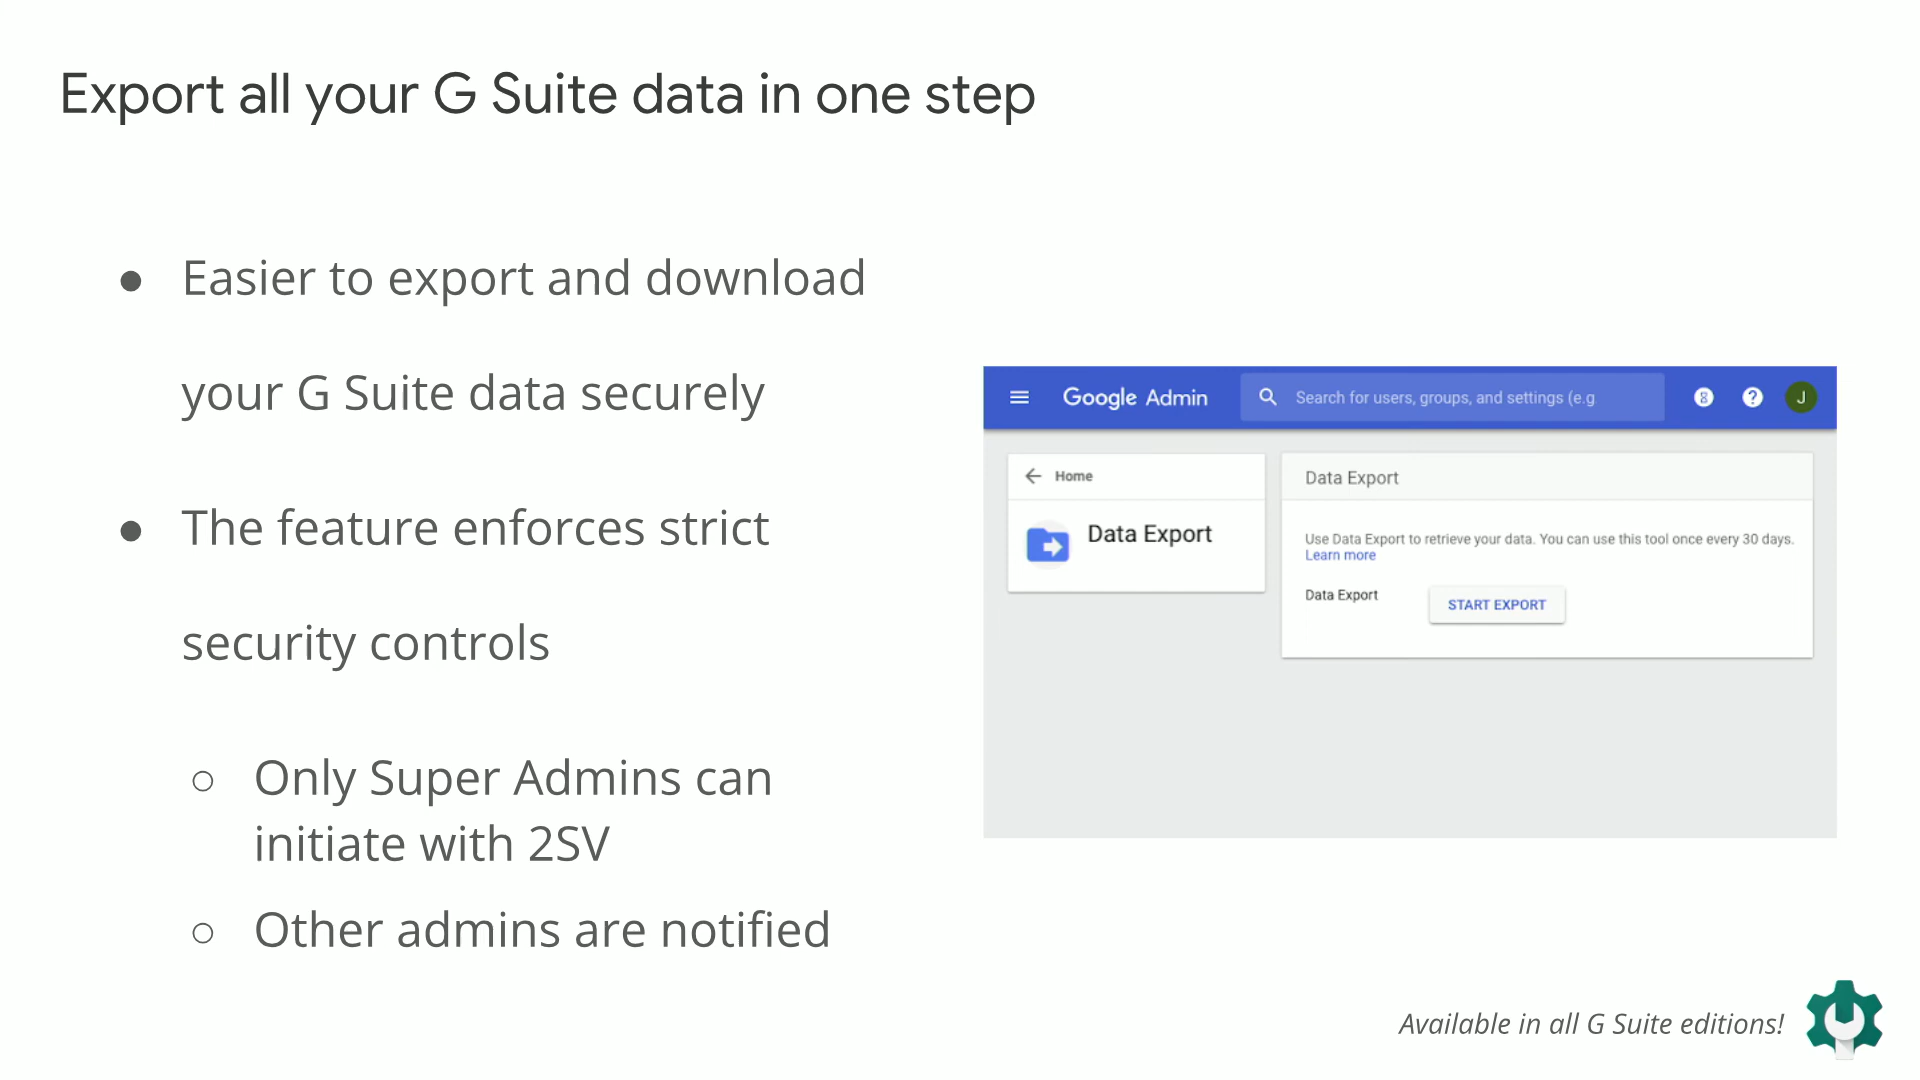 Export all your G Suite data in one step
● Easier to export and download
your G Suite data securely
● The feature enforces strict
security controls
○ Only Super Admins can
initiate with 2SV
○ Other admins are notified
Google Admin
Search for users, groups, and settings (e.g
J
Home
Data Export
Data Export
Use Data Export to retrieve your data. You can use this tool once every 30 days.
Learn more
Data Export
START EXPORT
Available in all G Suite editions!